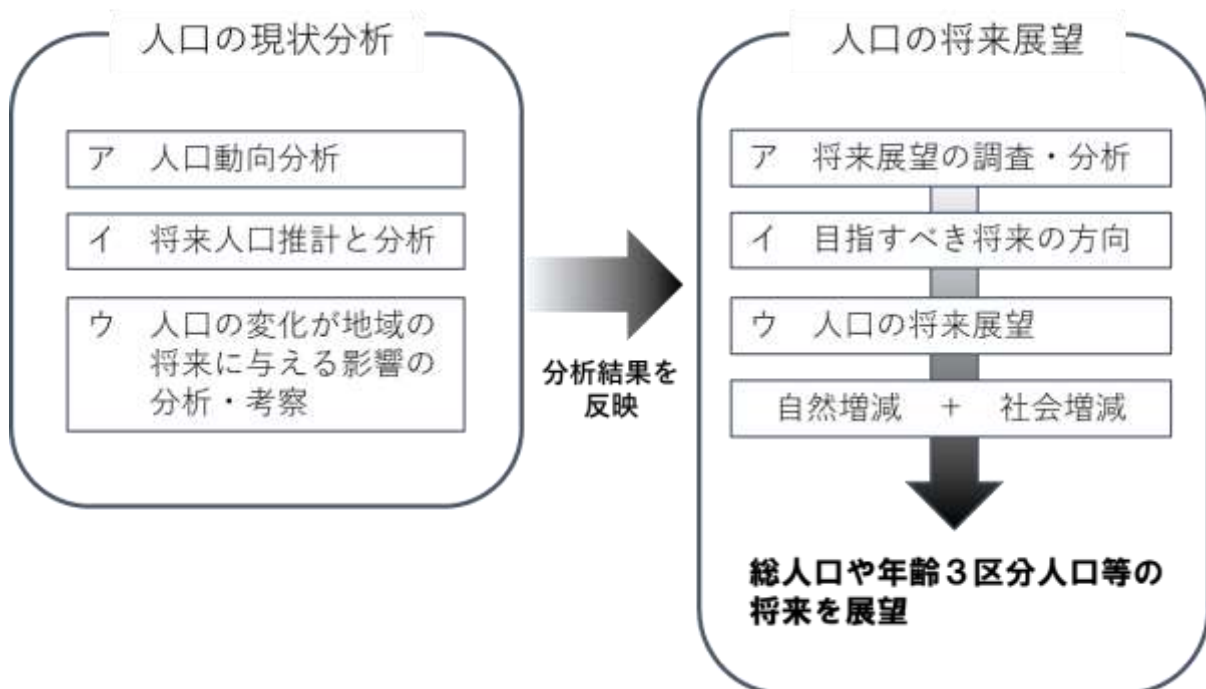 人口の現状分析
ア 人口動向分析
イ 将来人口推計と分析
ウ 人口の変化が地域の
将来に与える影響の
分析・考察
分析結果を
反映
人口の将来展望
ア 将来展望の調査・分析
イ 目指すべき将来の方向
ウ 人口の将来展望
自然増減 + 社会増減
総人口や年齢３区分人口等の
将来を展望